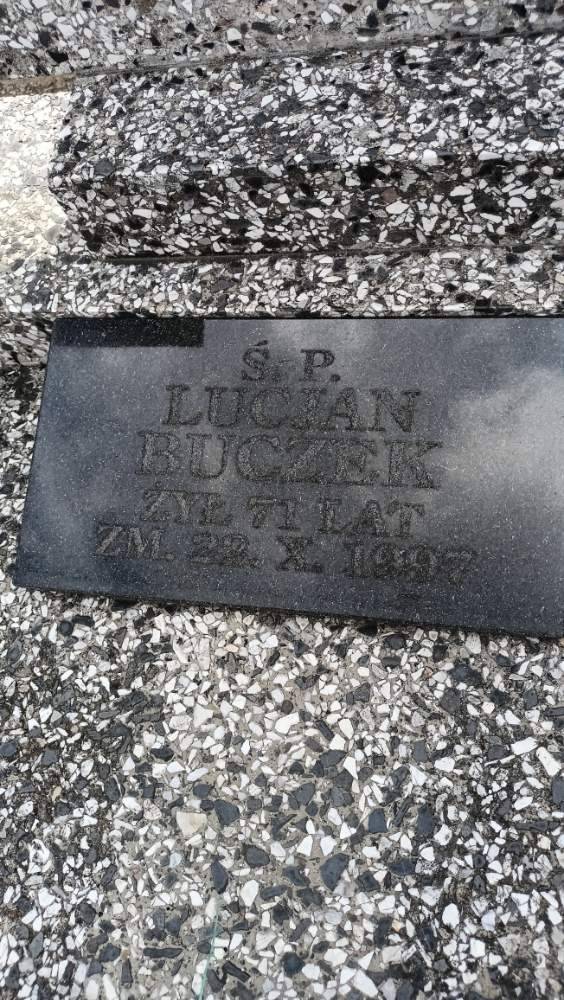 Ś. P.
LUCJAN
BUCZEK
ŻYŁ 71 LAT
ZM. 22. X. 1997